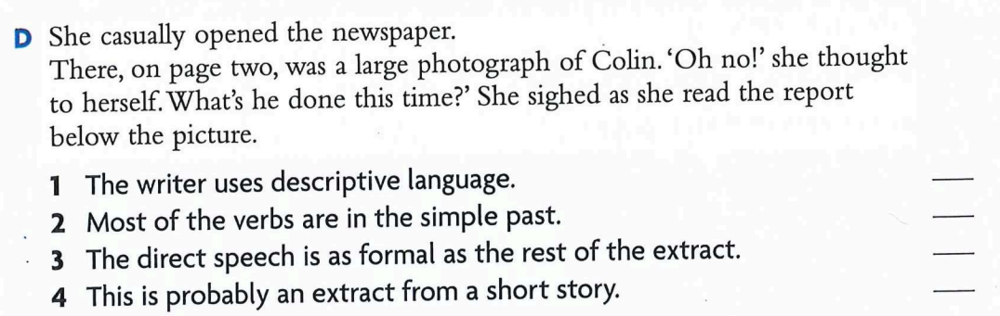 D She casually opened the newspaper.
There, on page two, was a large photograph of Colin. ‘Oh no!’ she thought
to herself. What’s he done this time?’ She sighed as she read the report
below the picture.
1 The writer uses descriptive language. ___
2 Most of the verbs are in the simple past. ___
3 The direct speech is as formal as the rest of the extract. ___
4 This is probably an extract from a short story. ___